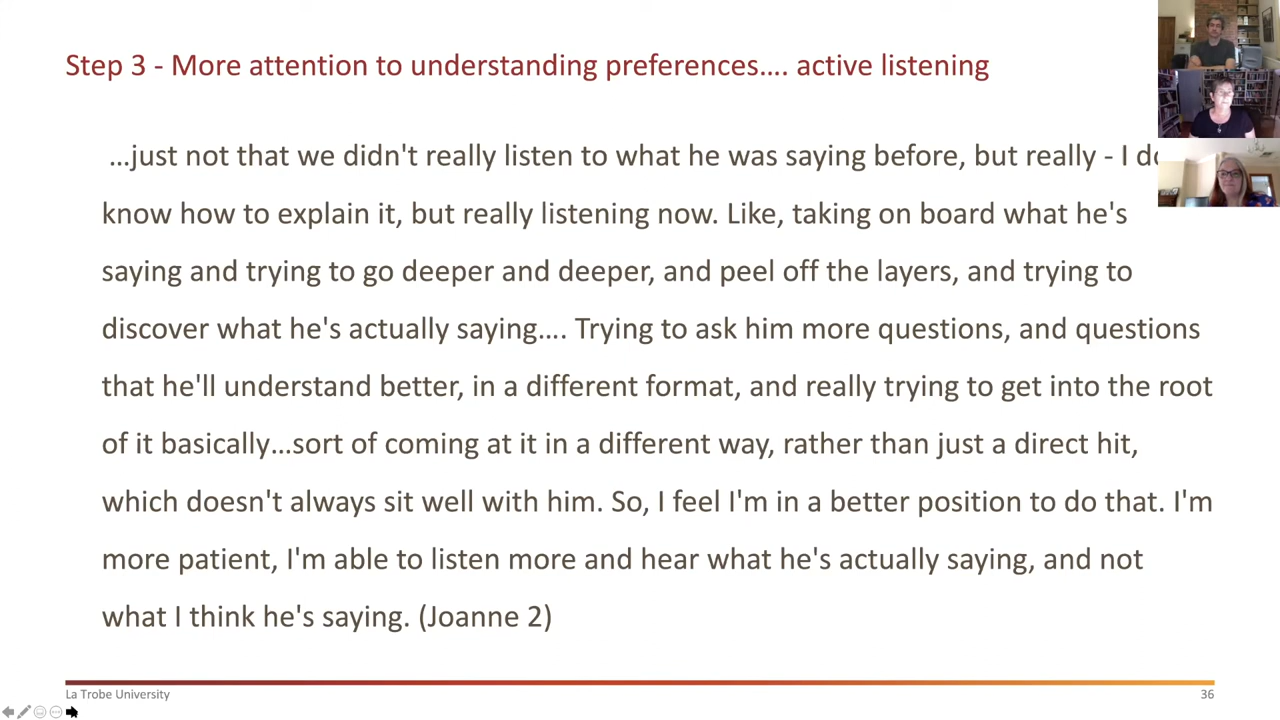 Step 3 - More attention to understanding preferences…. active listening
…just not that we didn't really listen to what he was saying before, but really - I
know how to explain it, but really listening now. Like, taking on board what he's
saying and trying to go deeper and deeper, and peel off the layers, and trying to
discover what he's actually saying…. Trying to ask him more questions, and questions
that he'll understand better, in a different format, and really trying to get into the root
of it basically…sort of coming at it in a different way, rather than just a direct hit,
which doesn't always sit well with him. So, I feel I'm in a better position to do that. I'm
more patient, I'm able to listen more and hear what he's actually saying, and not
what I think he's saying. (Joanne 2)
La Trobe University
36